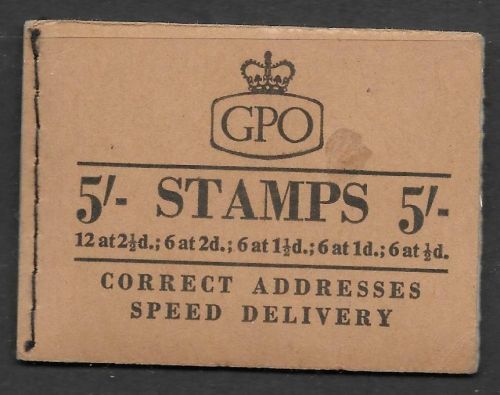 GPO
5/- STAMPS 5/-
12 at 2½d.; 6 at 2d.; 6 at 1½d.; 6 at 1d.; 6 at ½d.
CORRECT ADDRESSES
SPEED DELIVERY